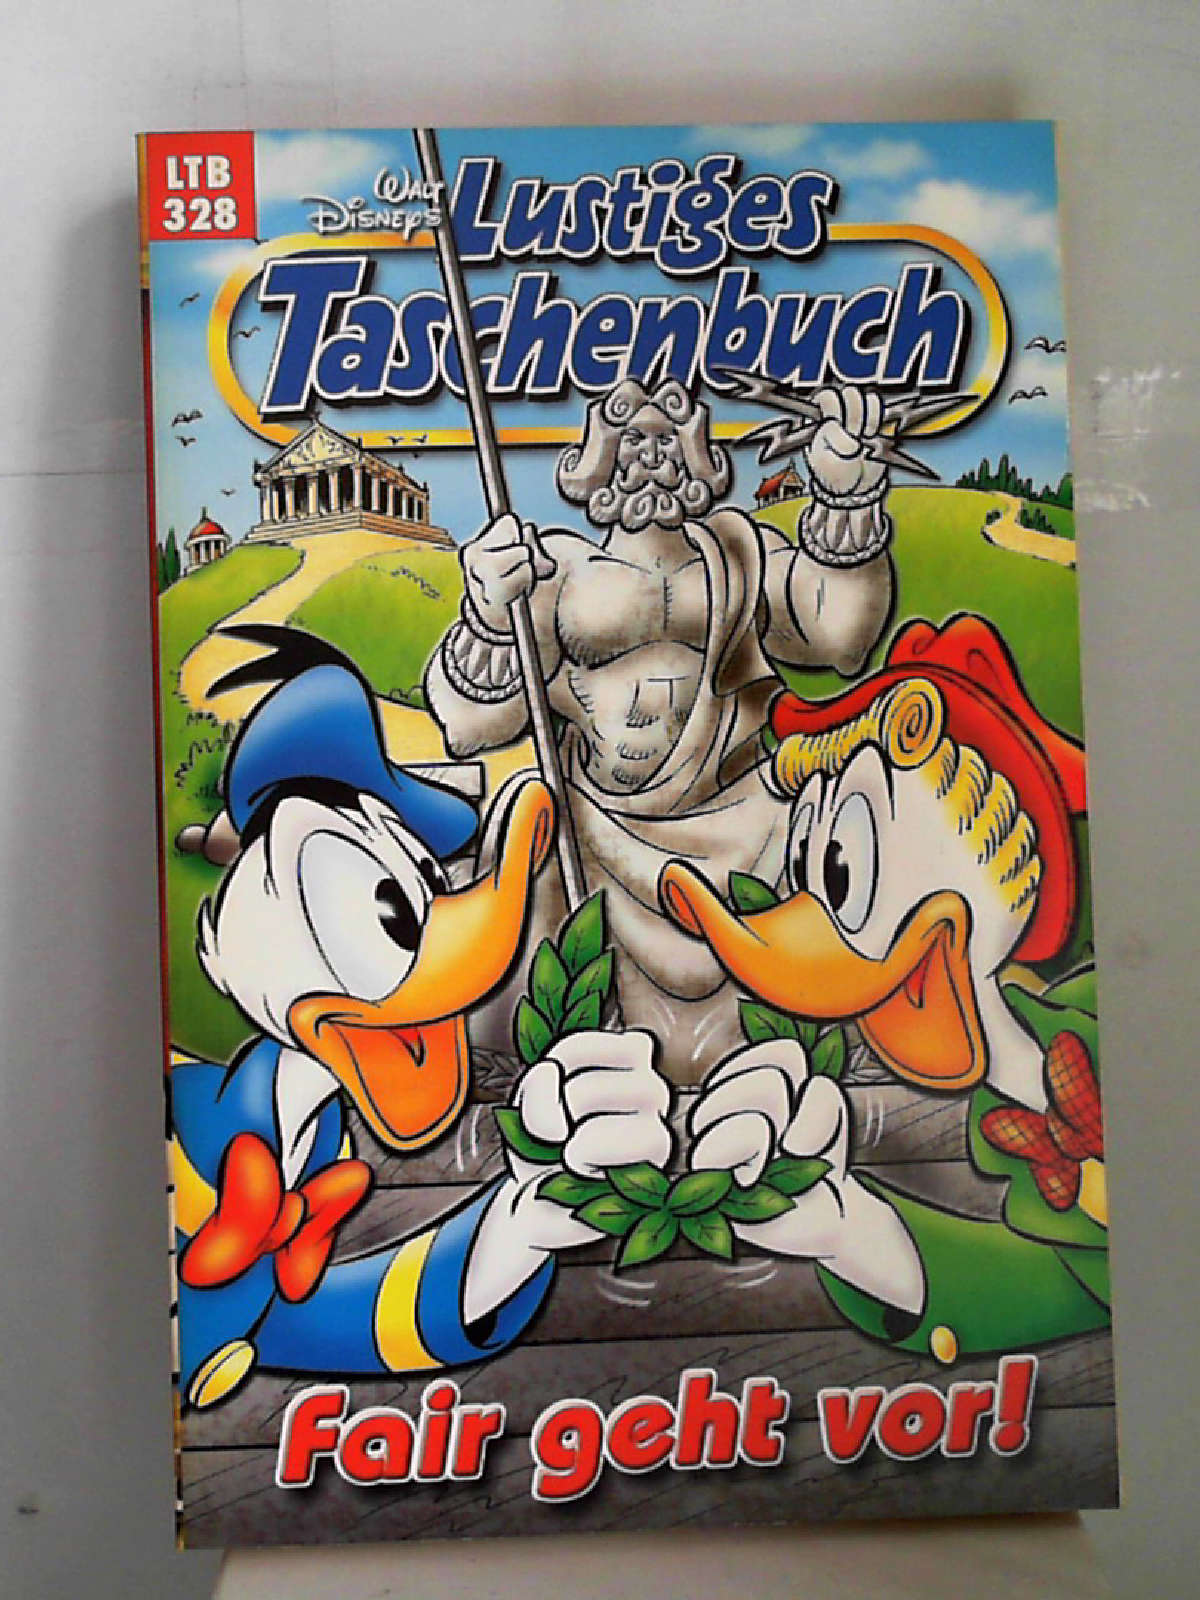 LTB
328
WALT
DISNEY'S
Lustiges
Taschenbuch
Fair geht vor!